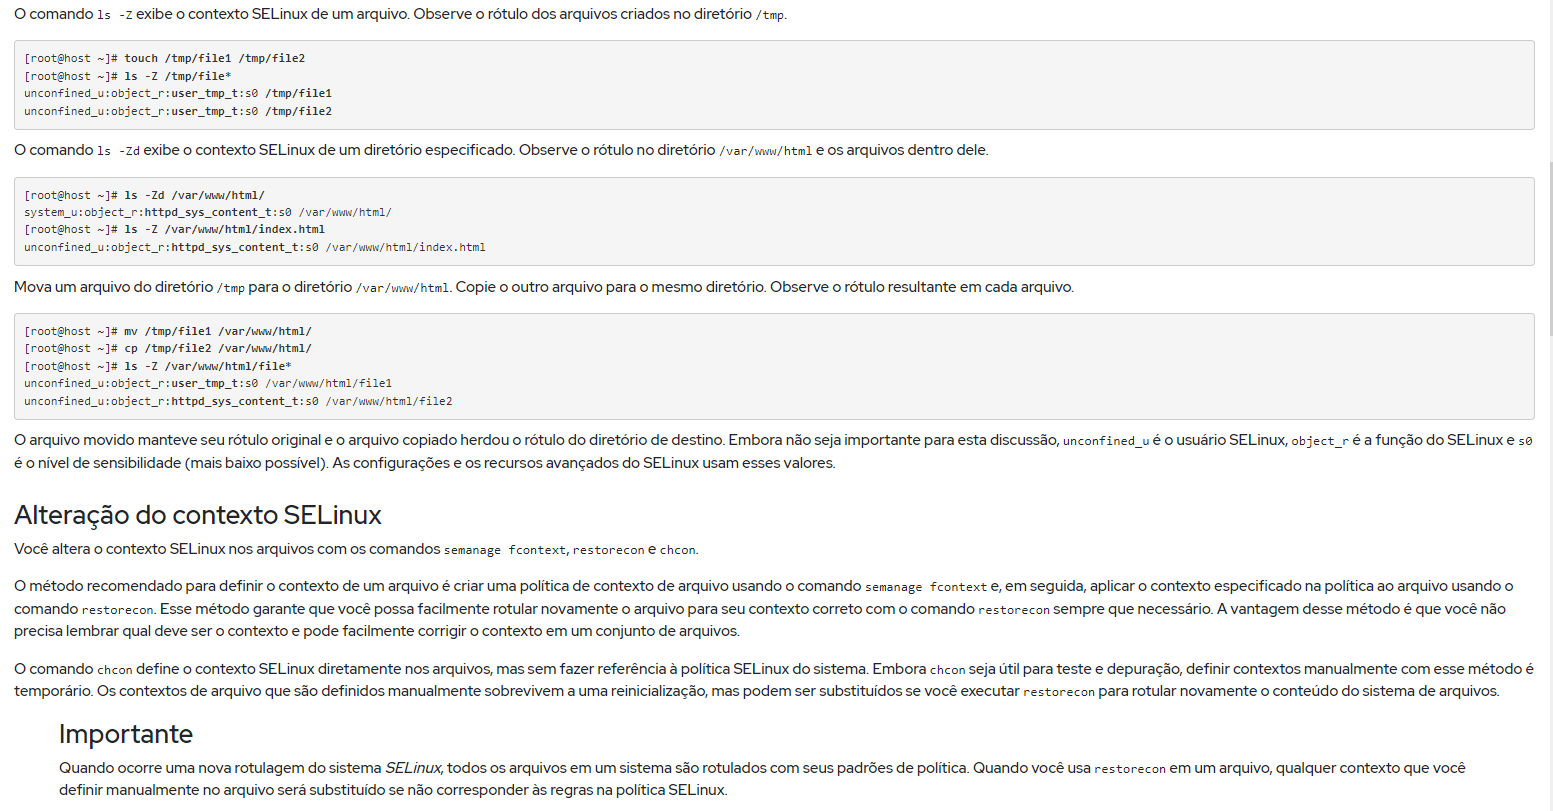 O comando ls -Z exibe o contexto SELinux de um arquivo. Observe o rótulo dos arquivos criados no diretório /tmp.
[root@host ~]# touch /tmp/file1 /tmp/file2
[root@host ~]# ls -Z /tmp/file*
unconfined_u:object_r:user_tmp_t:s0 /tmp/file1
unconfined_u:object_r:user_tmp_t:s0 /tmp/file2
O comando ls -Zd exibe o contexto SELinux de um diretório especificado. Observe o rótulo no diretório /var/www/html e os arquivos dentro dele.
[root@host ~]# ls -Zd /var/www/html/
system_u:object_r:httpd_sys_content_t:s0 /var/www/html/
[root@host ~]# ls -Z /var/www/html/index.html
unconfined_u:object_r:httpd_sys_content_t:s0 /var/www/html/index.html
Mova um arquivo do diretório /tmp para o diretório /var/www/html. Copie o outro arquivo para o mesmo diretório. Observe o rótulo resultante em cada arquivo.
[root@host ~]# mv /tmp/file1 /var/www/html/
[root@host ~]# cp /tmp/file2 /var/www/html/
[root@host ~]# ls -Z /var/www/html/file*
unconfined_u:object_r:user_tmp_t:s0 /var/www/html/file1
unconfined_u:object_r:httpd_sys_content_t:s0 /var/www/html/file2
O arquivo movido manteve seu rótulo original e o arquivo copiado herdou o rótulo do diretório de destino. Embora não seja importante para esta discussão, unconfined_u é o usuário SELinux, object_r é a função do SELinux e s0
é o nível de sensibilidade (mais baixo possível). As configurações e os recursos avançados do SELinux usam esses valores.
Alteração do contexto SELinux
Você altera o contexto SELinux nos arquivos com os comandos semanage fcontext, restorecon e chcon.
O método recomendado para definir o contexto de um arquivo é criar uma política de contexto de arquivo usando o comando semanage fcontext e, em seguida, aplicar o contexto especificado na política ao arquivo usando o
comando restorecon. Esse método garante que você possa facilmente rotular novamente o arquivo para seu contexto correto com o comando restorecon sempre que necessário. A vantagem desse método é que você não
precisa lembrar qual deve ser o contexto e pode facilmente corrigir o contexto em um conjunto de arquivos.
O comando chcon define o contexto SELinux diretamente nos arquivos, mas sem fazer referência à política SELinux do sistema. Embora chcon seja útil para teste e depuração, definir contextos manualmente com esse método é
temporário. Os contextos de arquivo que são definidos manualmente sobrevivem a uma reinicialização, mas podem ser substituídos se você executar restorecon para rotular novamente o conteúdo do sistema de arquivos.
Importante
Quando ocorre uma nova rotulagem do sistema SELinux, todos os arquivos em um sistema são rotulados com seus padrões de política. Quando você usa restorecon em um arquivo, qualquer contexto que você
definir manualmente no arquivo será substituído se não corresponder às regras na política SELinux.